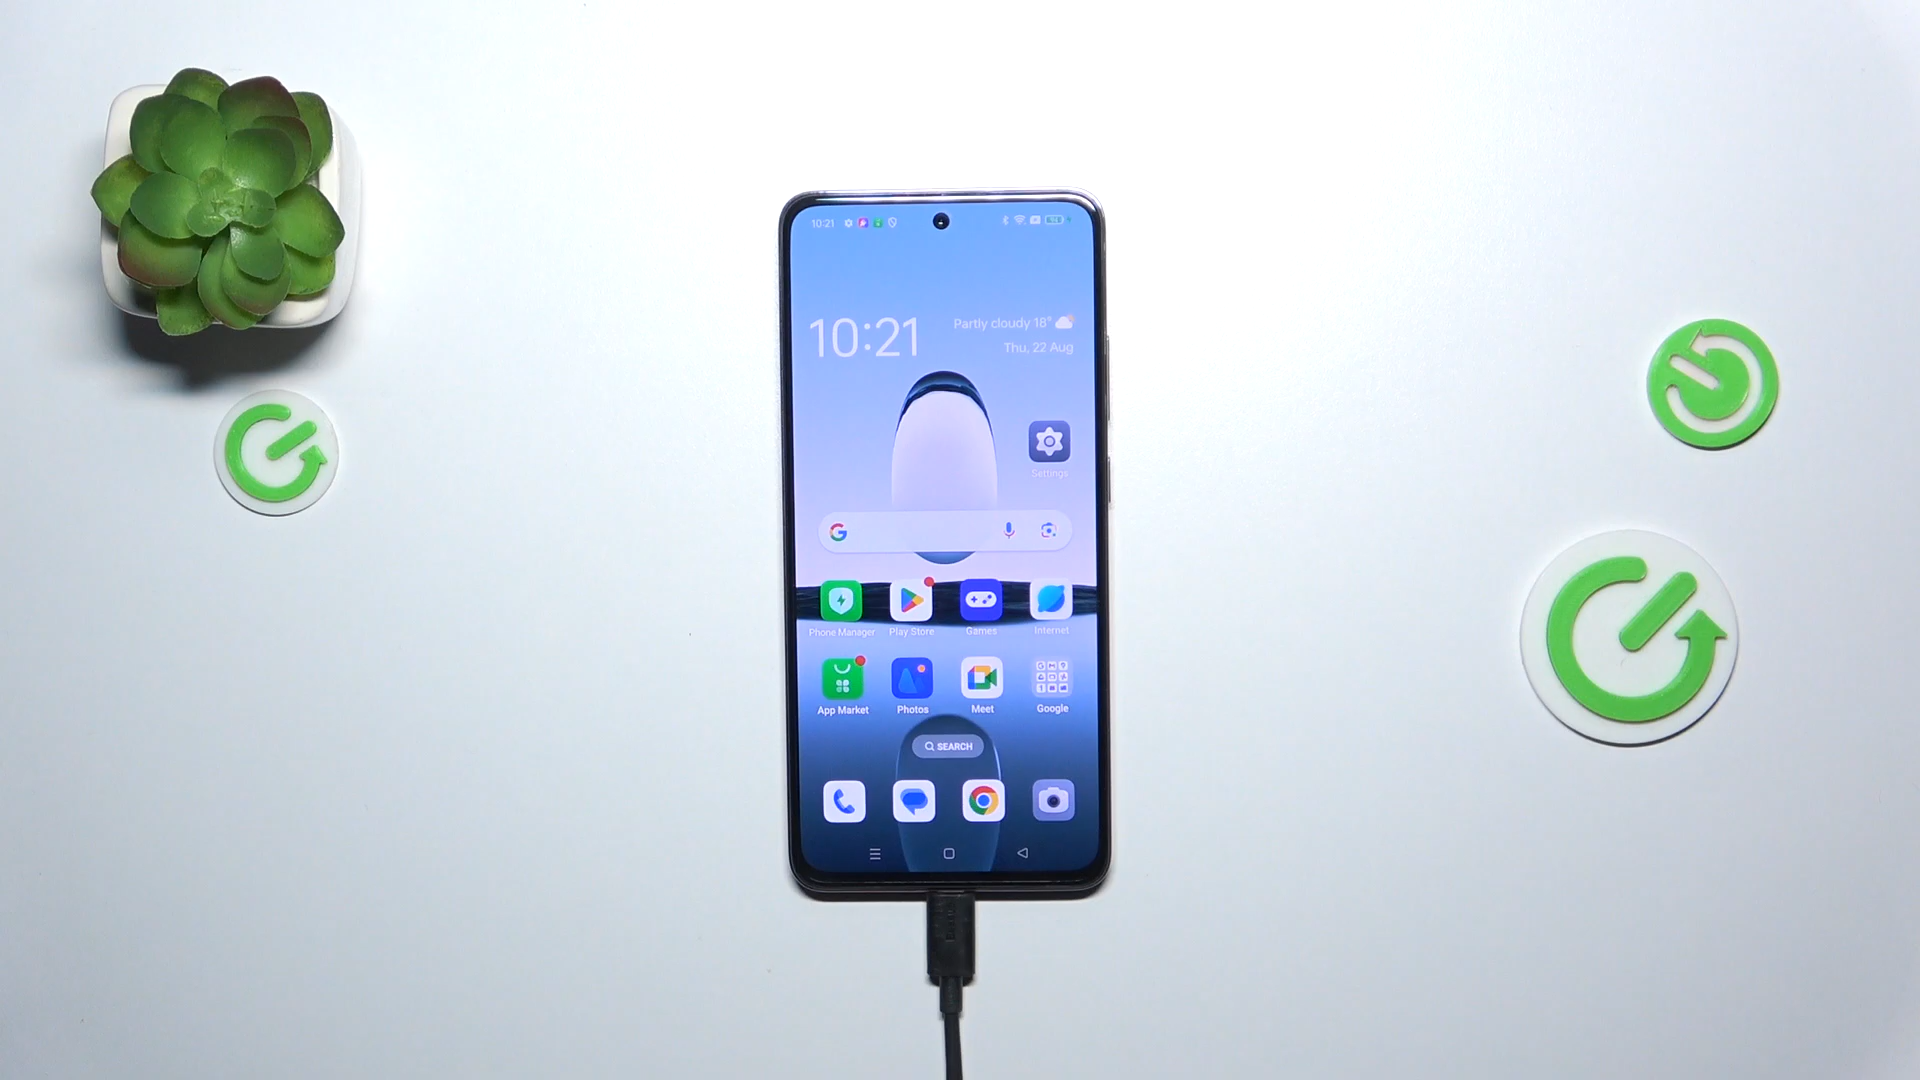 10:21
10:21
Partly cloudy 18°
Thu, 22 Aug
Settings
Phone Manager
Play Store
Games
Internet
App Market
Photos
Meet
Google
SEARCH